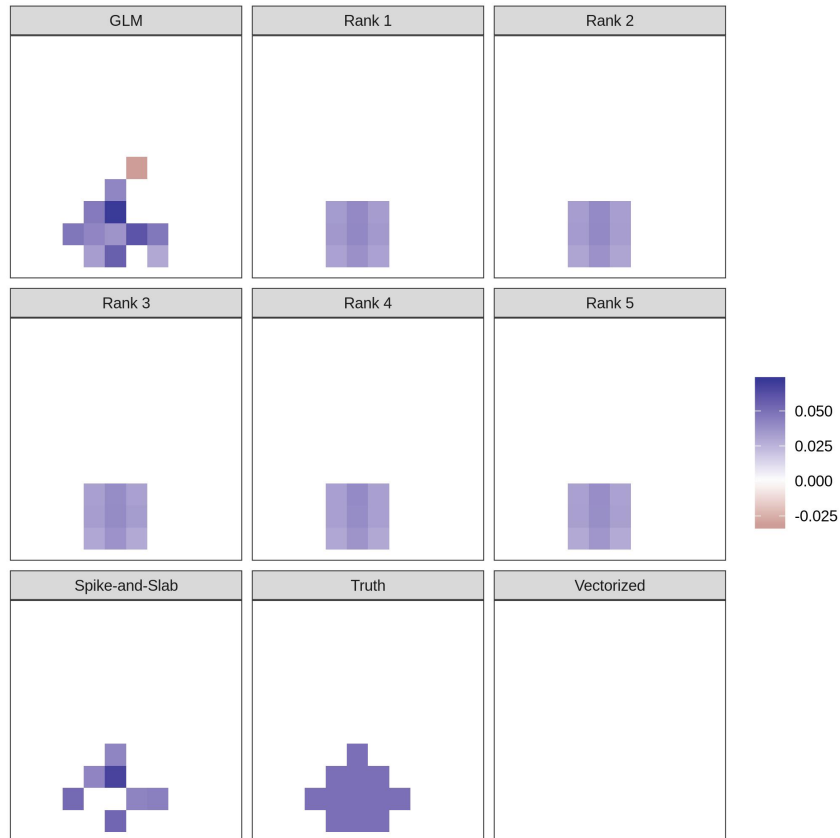 GLM
Rank 1
Rank 2
Rank 3
Rank 4
Rank 5
0.050
0.025
0.000
-0.025
Spike-and-Slab
Truth
Vectorized